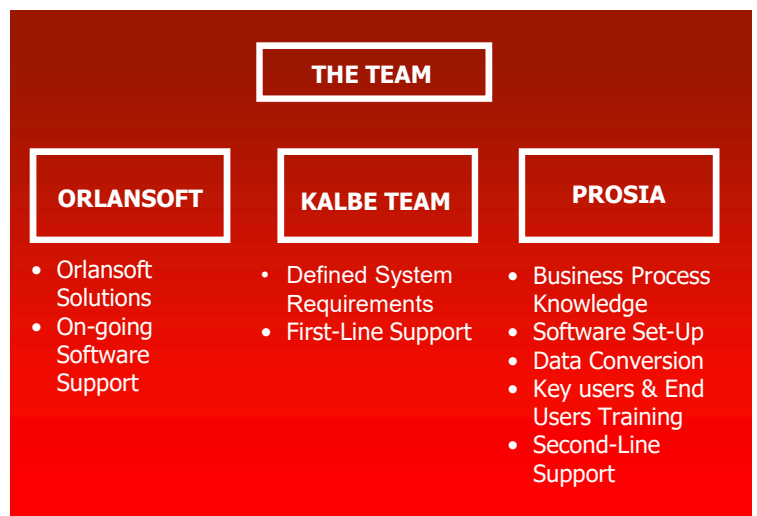 THE TEAM
ORLANSOFT
• Orlansoft
Solutions
• On-going
Software
Support
KALBE TEAM
• Defined System
Requirements
• First-Line Support
PROSIA
• Business Process
Knowledge
• Software Set-Up
• Data Conversion
• Key users & End
Users Training
• Second-Line
Support